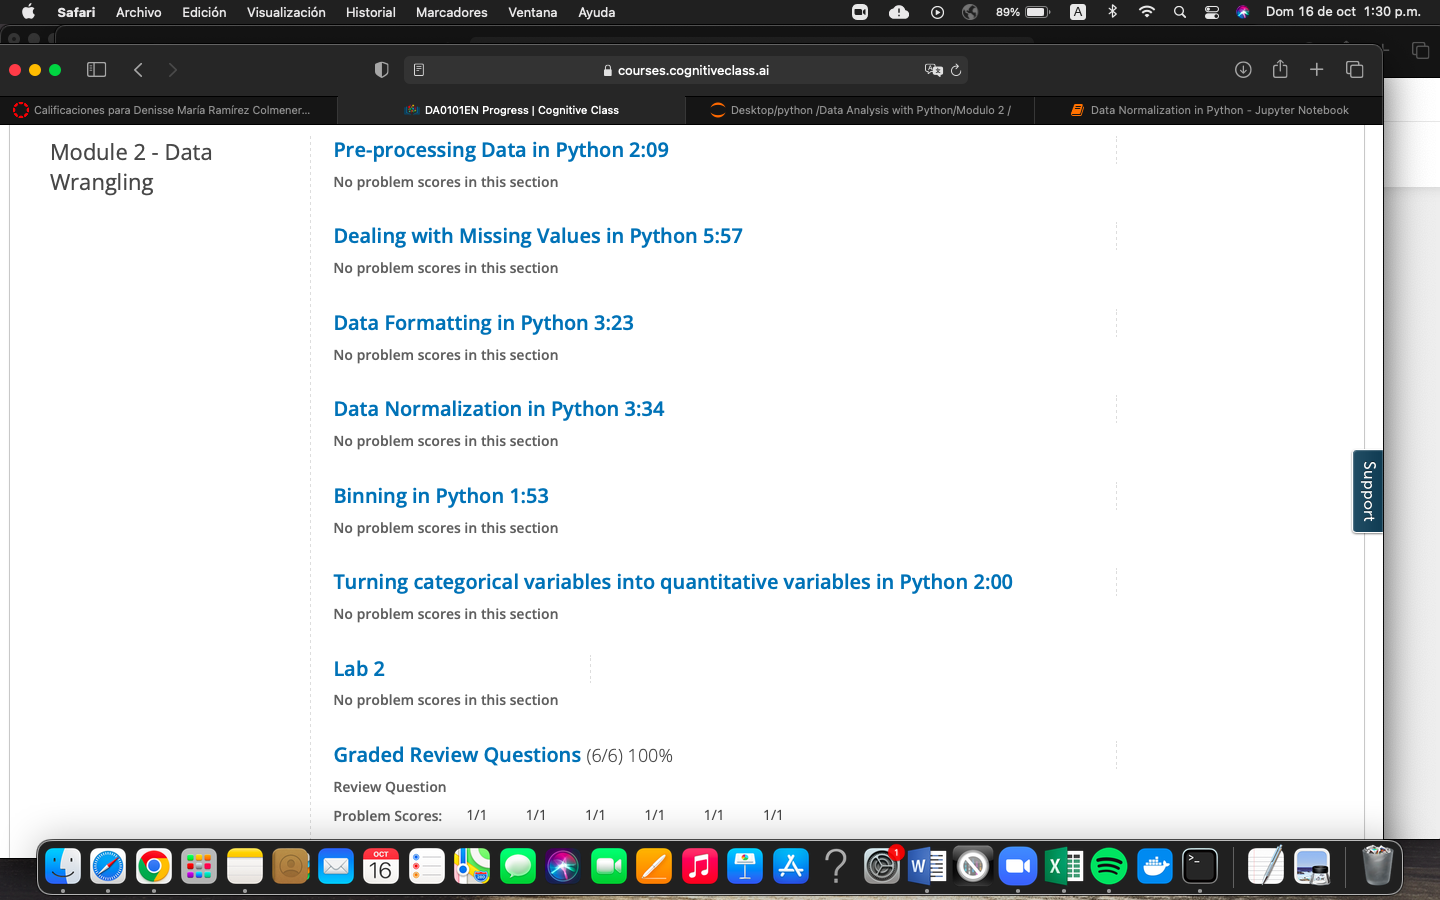 Safari Archivo Edición Visualización Historial Marcadores Ventana Ayuda 89% A Dom 16 de oct 1:30 p.m.
courses.cognitiveclass.ai
Calificaciones para Denisse María Ramírez Colmener... DA0101EN Progress | Cognitive Class Desktop/python /Data Analysis with Python/Modulo 2 / Data Normalization in Python - Jupyter Notebook
Module 2 - Data
Wrangling
Pre-processing Data in Python 2:09
No problem scores in this section
Dealing with Missing Values in Python 5:57
No problem scores in this section
Data Formatting in Python 3:23
No problem scores in this section
Data Normalization in Python 3:34
No problem scores in this section
Binning in Python 1:53
No problem scores in this section
Turning categorical variables into quantitative variables in Python 2:00
No problem scores in this section
Lab 2
No problem scores in this section
Graded Review Questions (6/6) 100%
Review Question
Problem Scores: 1/1 1/1 1/1 1/1 1/1 1/1
Support
OCT
16
1
W
X